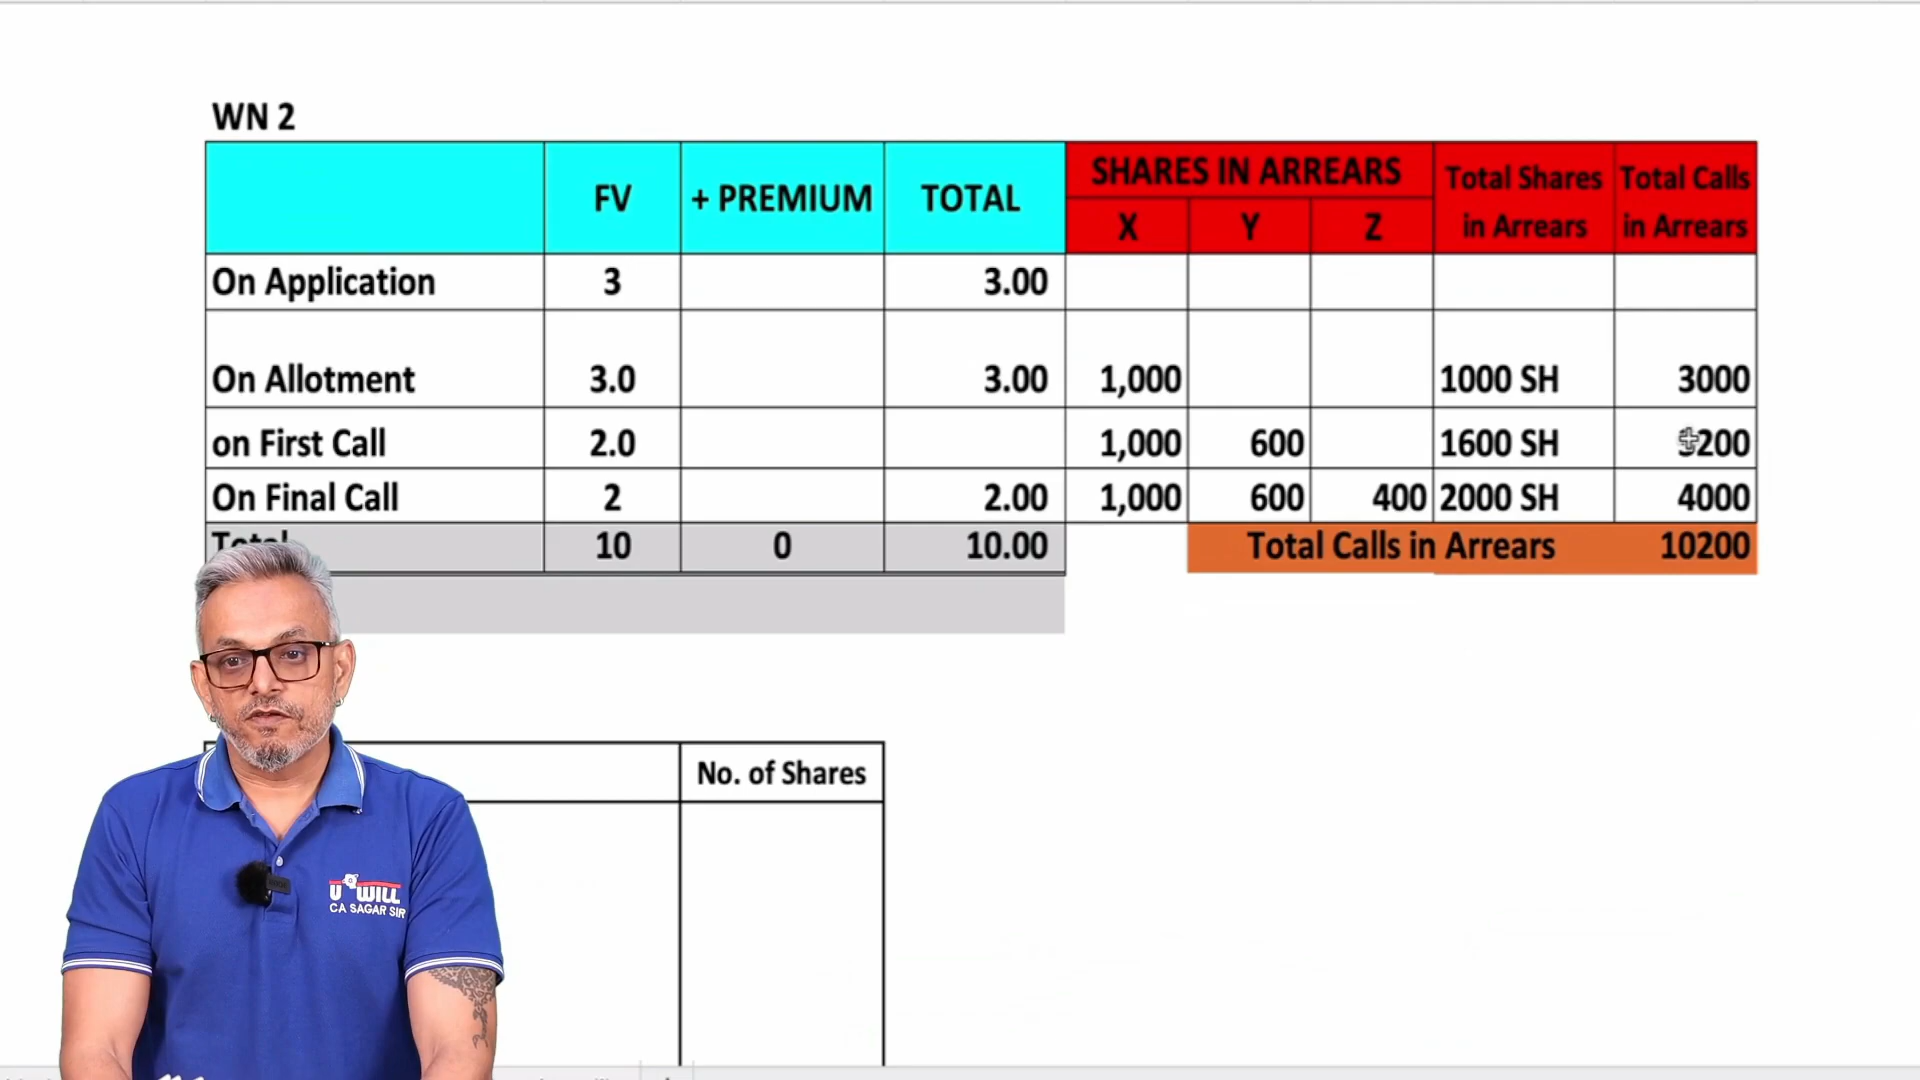 WN 2
FV + PREMIUM TOTAL SHARES IN ARREARS Total Shares in Arrears Total Calls in Arrears
X Y Z
On Application 3 3.00
On Allotment 3.0 3.00 1,000 1000 SH 3000
on First Call 2.0 1,000 600 1600 SH 200
On Final Call 2 2.00 1,000 600 400 2000 SH 4000
Total 10 0 10.00 Total Calls in Arrears 10200
No. of Shares
U WILL
CA SAGAR SIR